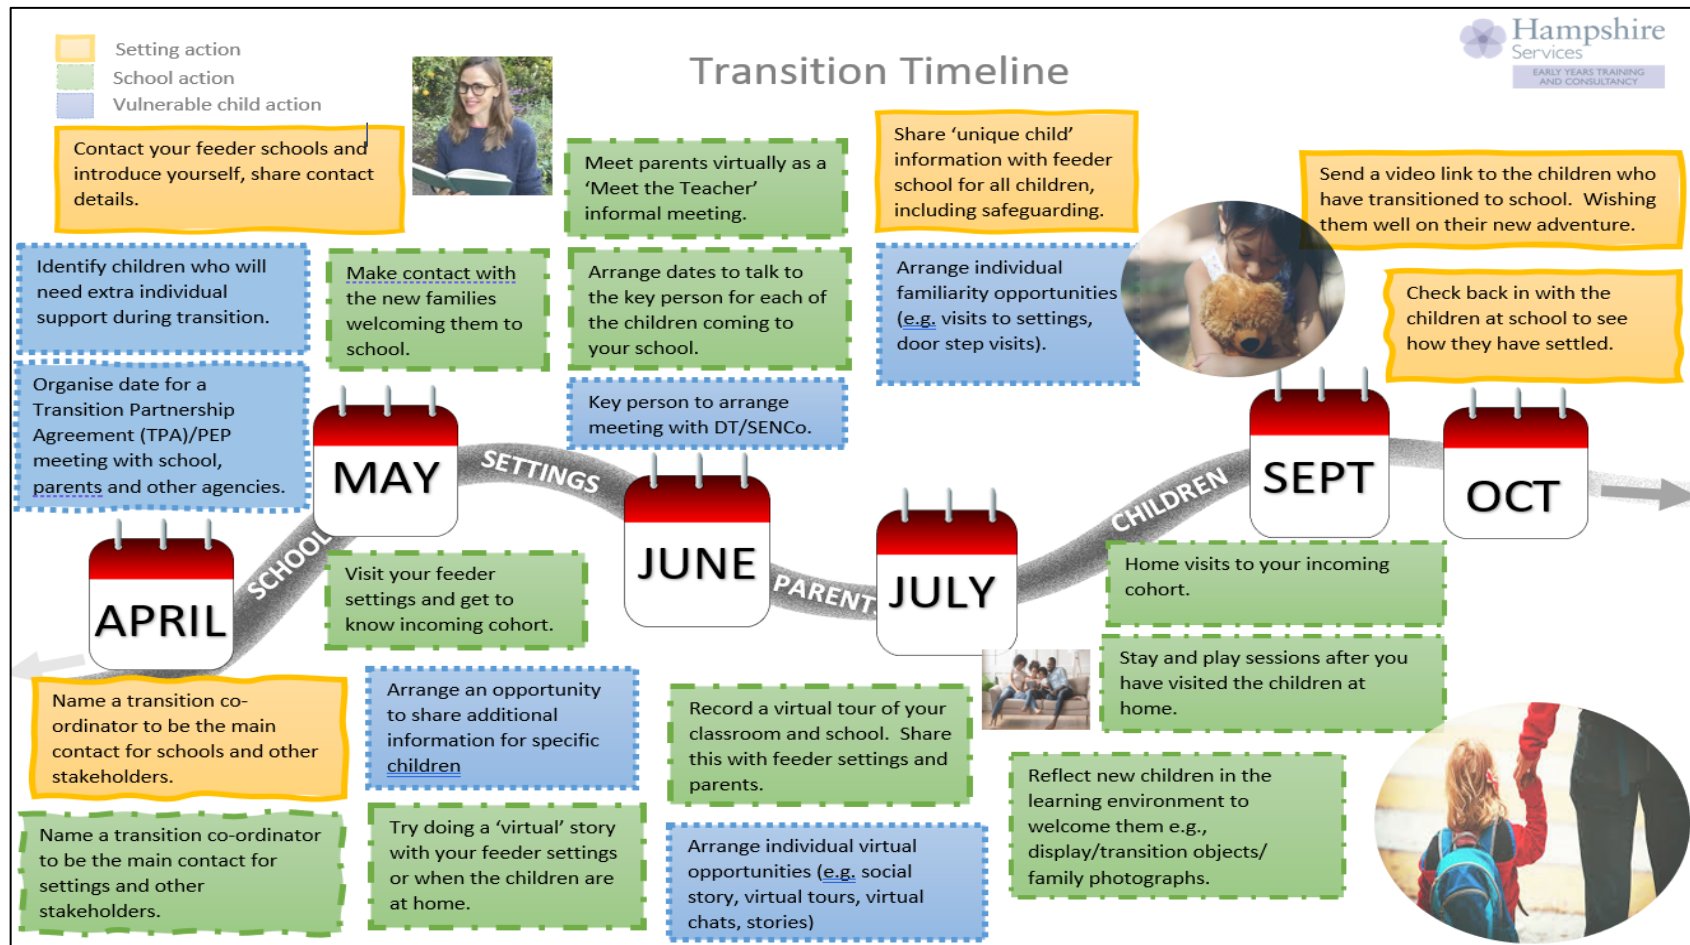 Setting action
School action
Vulnerable child action
Transition Timeline
Hampshire
Services
EARLY YEARS TRAINING
AND CONSULTANCY
Contact your feeder schools and
introduce yourself, share contact
details.
Identify children who will
need extra individual
support during transition.
Organise date for a
Transition Partnership
Agreement (TPA)/PEP
meeting with school,
parents and other agencies.
Make contact with
the new families
welcoming them to
school.
Meet parents virtually as a
‘Meet the Teacher’
informal meeting.
Arrange dates to talk to
the key person for each of
the children coming to
your school.
Key person to arrange
meeting with DT/SENCo.
Share ‘unique child’
information with feeder
school for all children,
including safeguarding.
Arrange individual
familiarity opportunities
(e.g. visits to settings,
door step visits).
Send a video link to the children who
have transitioned to school.  Wishing
them well on their new adventure.
Check back in with the
children at school to see
how they have settled.
APRIL
SCHOOL
MAY
SETTINGS
JUNE
PARENTS
JULY
CHILDREN
SEPT
OCT
Name a transition co-
ordinator to be the main
contact for schools and other
stakeholders.
Name a transition co-ordinator
to be the main contact for
settings and other
stakeholders.
Visit your feeder
settings and get to
know incoming cohort.
Arrange an opportunity
to share additional
information for specific
children
Try doing a ‘virtual’ story
with your feeder settings
or when the children are
at home.
Record a virtual tour of your
classroom and school.  Share
this with feeder settings and
parents.
Arrange individual virtual
opportunities (e.g. social
story, virtual tours, virtual
chats, stories)
Home visits to your incoming
cohort.
Stay and play sessions after you
have visited the children at
home.
Reflect new children in the
learning environment to
welcome them e.g.,
display/transition objects/
family photographs.